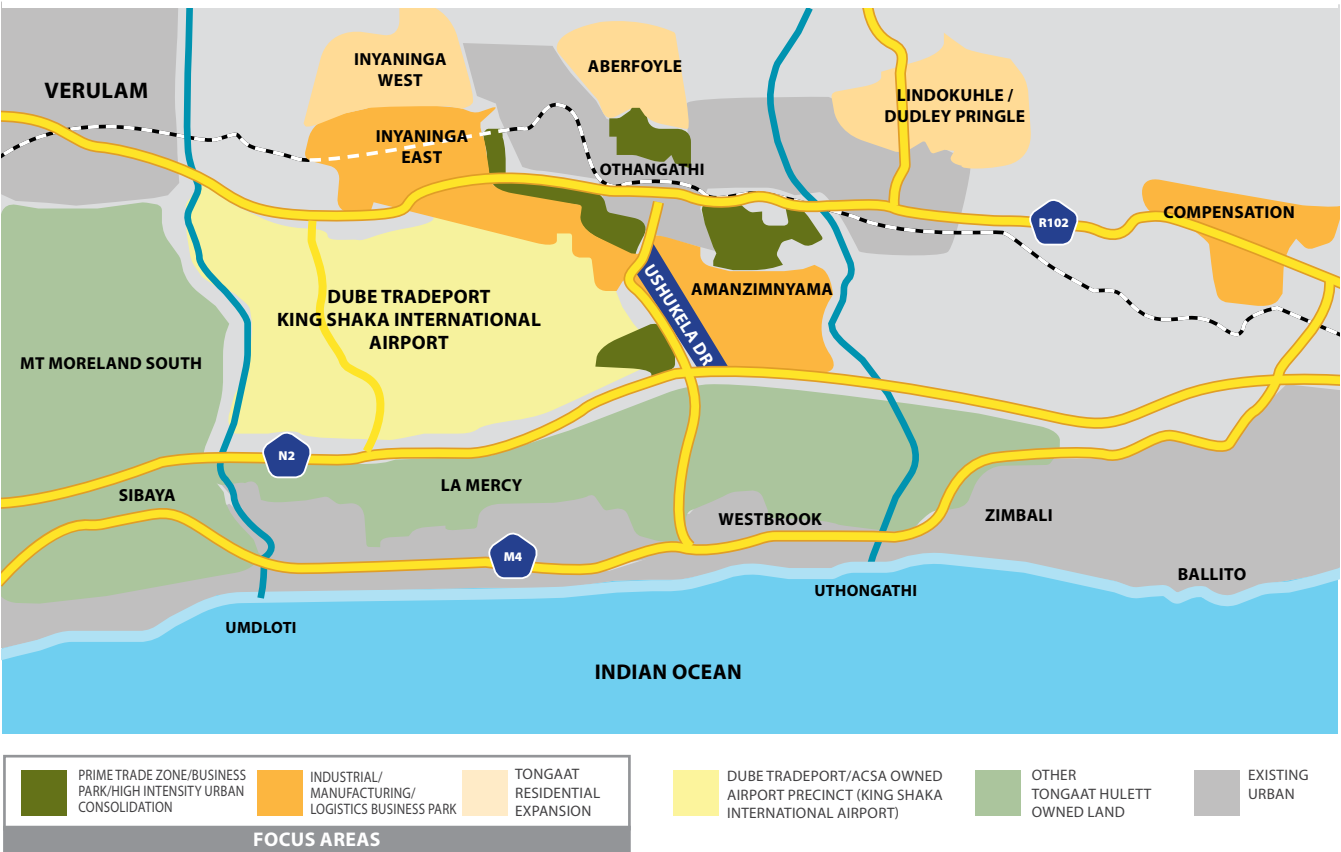 INYANINGA
WEST
ABERFOYLE
VERULAM
LINDOKUHLE /
DUDLEY PRINGLE
INYANINGA
EAST
OTHANGATHI
R102
COMPENSATION
USHUKELA DR
AMANZIMNYAMA
DUBE TRADEPORT
KING SHAKA INTERNATIONAL
AIRPORT
MT MORELAND SOUTH
N2
LA MERCY
SIBAYA
WESTBROOK
ZIMBALI
M4
BALLITO
UTHONGATHI
UMDLOTI
INDIAN OCEAN
PRIME TRADE ZONE/BUSINESS
PARK/HIGH INTENSITY URBAN
CONSOLIDATION
INDUSTRIAL/
MANUFACTURING/
LOGISTICS BUSINESS PARK
TONGAAT
RESIDENTIAL
EXPANSION
FOCUS AREAS
DUBE TRADEPORT/ACSA OWNED
AIRPORT PRECINCT (KING SHAKA
INTERNATIONAL AIRPORT)
OTHER
TONGAAT HULETT
OWNED LAND
EXISTING
URBAN